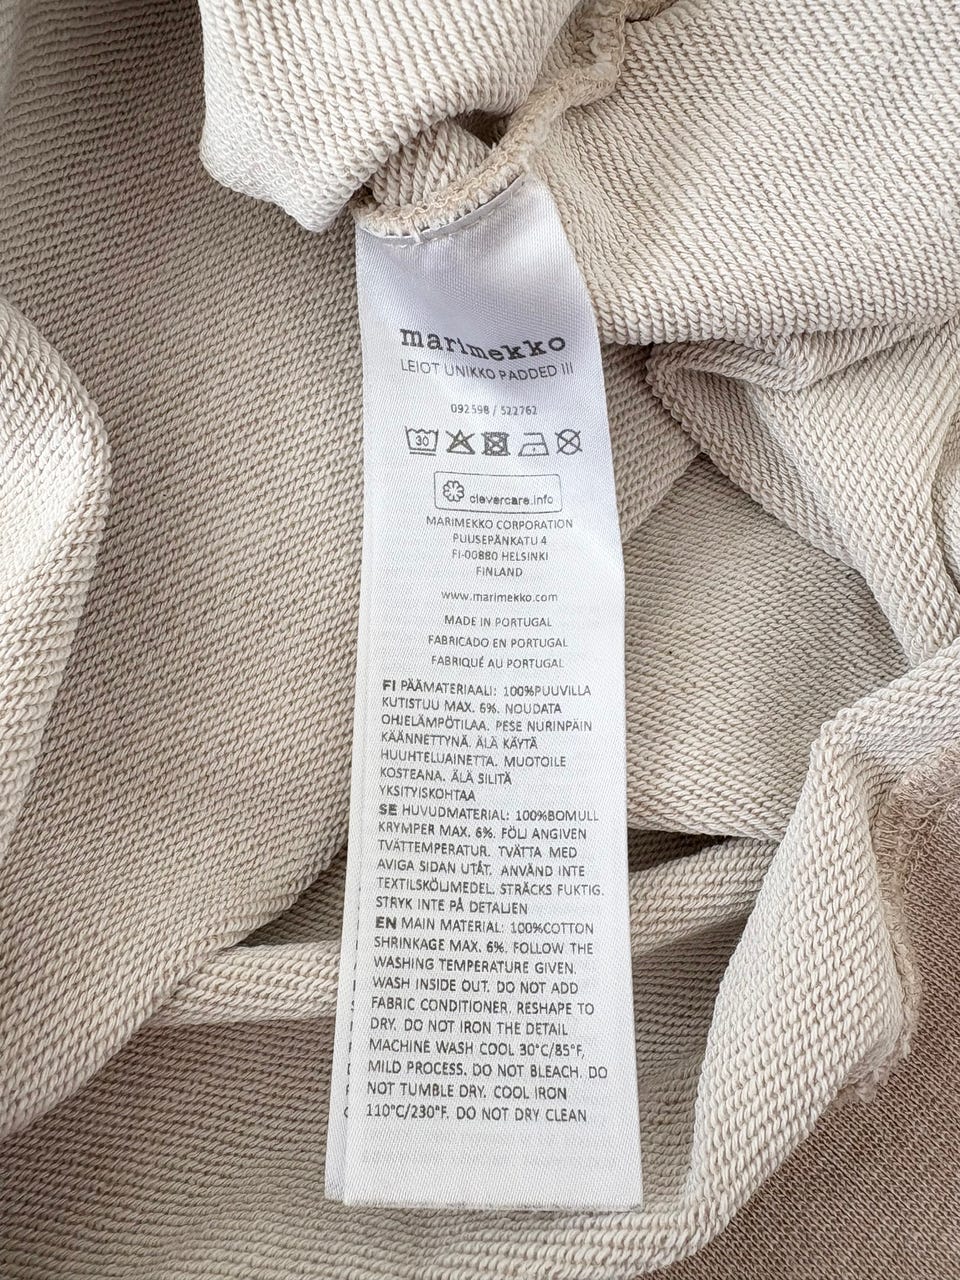 marimekko
LEIOT UNIKKO PADDED III
092598 / 522762
30
clevercare.info
MARIMEKKO CORPORATION
PUUSEPÄNKATU 4
FI-00880 HELSINKI
FINLAND
www.marimekko.com
MADE IN PORTUGAL
FABRICADO EN PORTUGAL
FABRIQUÉ AU PORTUGAL
FI PÄÄMATERIAALI: 100%PUUVILLA
KUTISTUU MAX. 6%. NOUDATA
OHJELÄMPÖTILAA. PESE NURINPÄIN
KÄÄNNETTYNÄ. ÄLÄ KÄYTÄ
HUUHTELUAINETTA. MUOTOILE
KOSTEANA. ÄLÄ SILITÄ
YKSITYISKOHTAA
SE HUVUDMATERIAL: 100%BOMULL
KRYMPER MAX. 6%. FÖLJ ANGIVEN
TVÄTTEMPERATUR. TVÄTTA MED
AVIGA SIDAN UTÅT. ANVÄND INTE
TEXTILSKÖLJMEDEL. STRÄCKS FUKTIG.
STRYK INTE PÅ DETALJEN
EN MAIN MATERIAL: 100%COTTON
SHRINKAGE MAX. 6%. FOLLOW THE
WASHING TEMPERATURE GIVEN.
WASH INSIDE OUT. DO NOT ADD
FABRIC CONDITIONER. RESHAPE TO
DRY. DO NOT IRON THE DETAIL
MACHINE WASH COOL 30°C/85°F,
MILD PROCESS. DO NOT BLEACH. DO
NOT TUMBLE DRY. COOL IRON
110°C/230°F. DO NOT DRY CLEAN